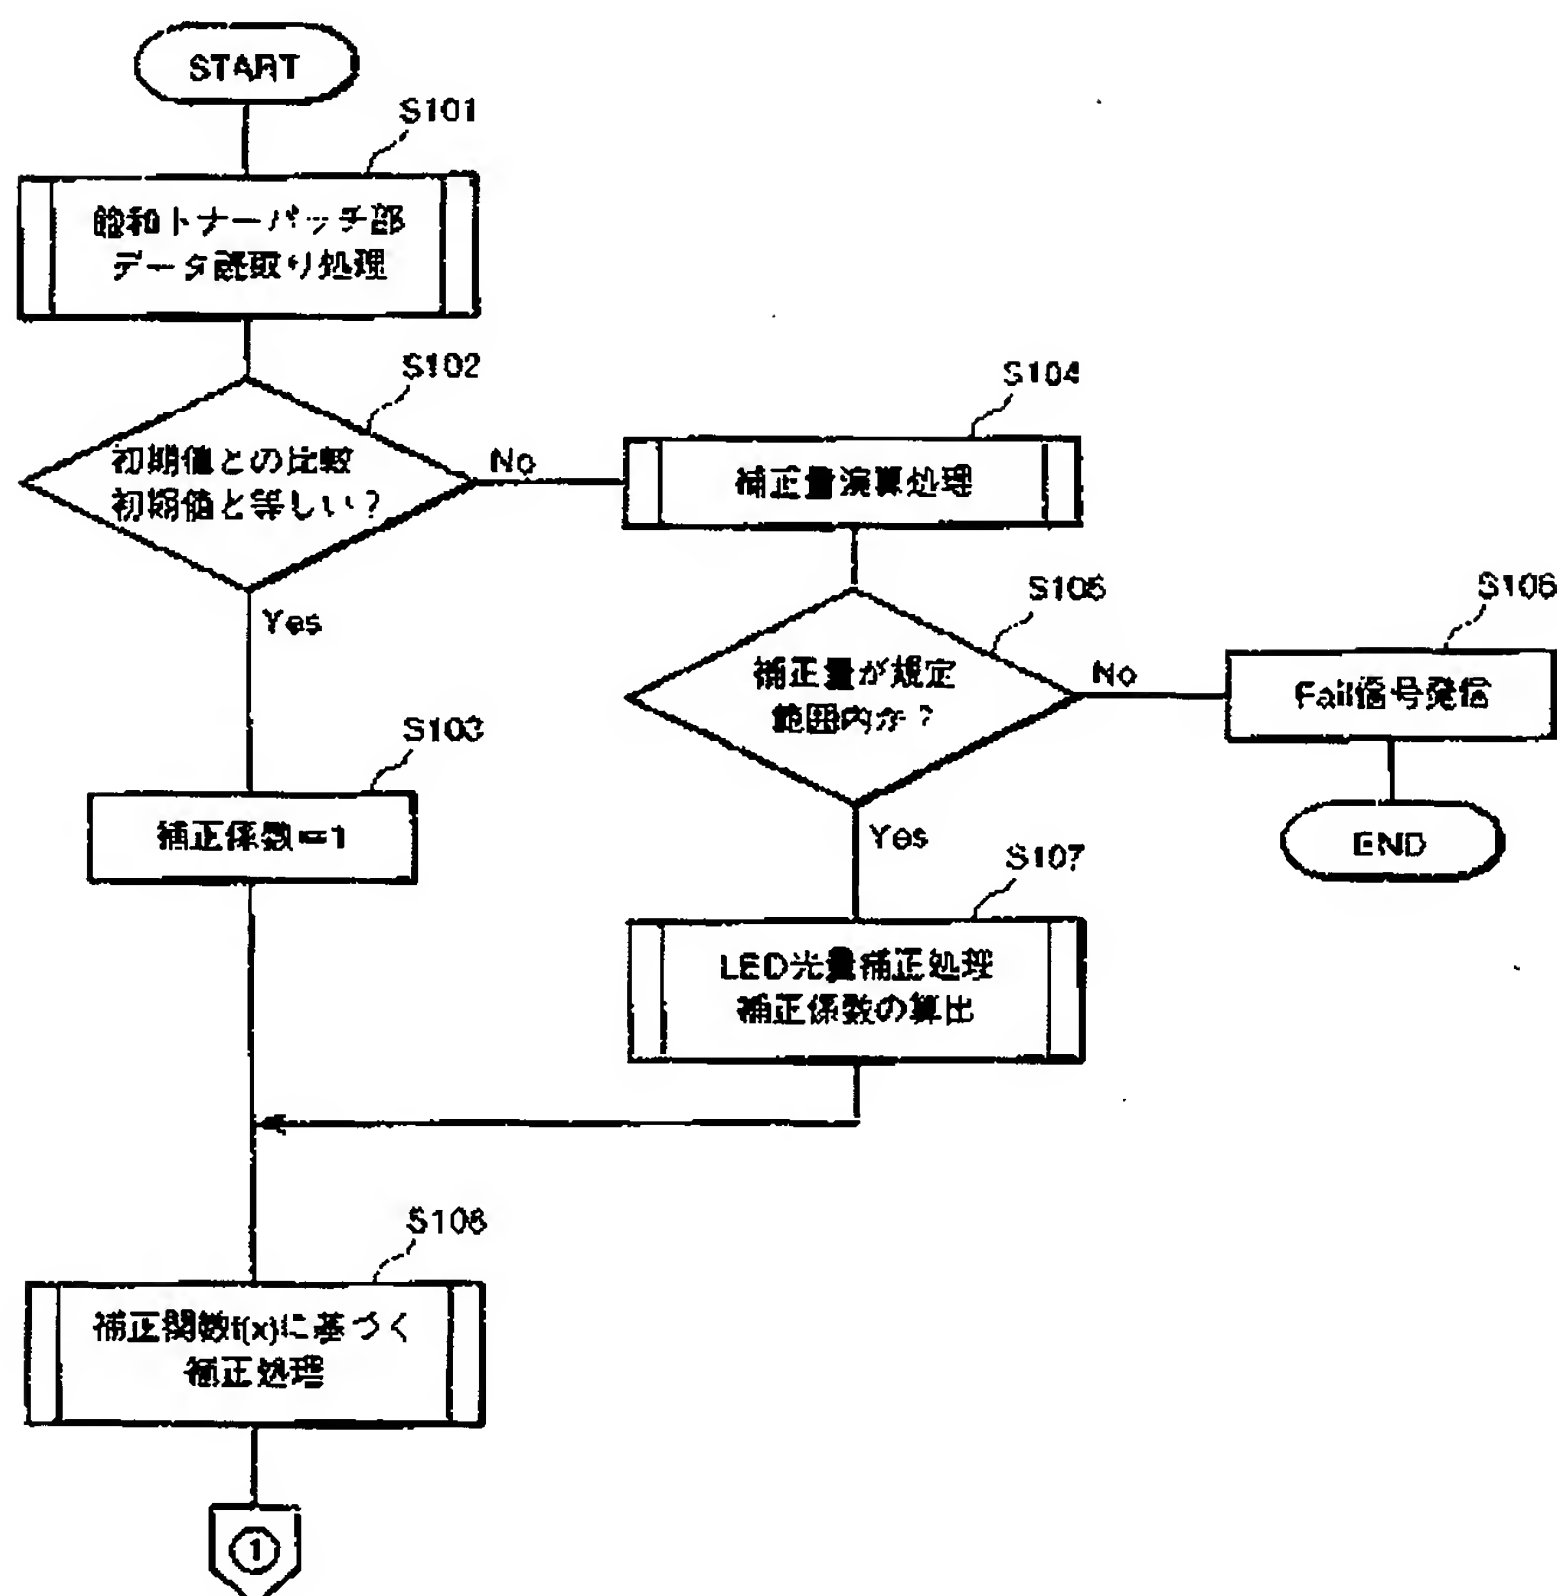 START
S101
飽和トナーパッチ部
データ読取り処理
S102
初期値との比較
初期値と等しい?
No
Yes
S104
補正量演算処理
S105
補正量が規定
範囲内か?
No
Yes
S106
Fail信号発信
END
S103
補正係数=1
S107
LED光量補正処理
補正係数の算出
S108
補正関数f(x)に基づく
補正処理
①